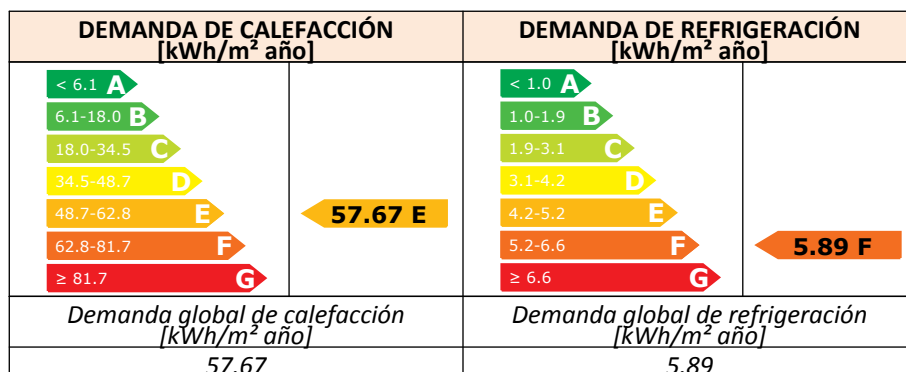 DEMANDA DE CALEFACCIÓN
[kWh/m² año]
DEMANDA DE REFRIGERACIÓN
[kWh/m² año]
< 6.1 A
6.1-18.0 B
18.0-34.5 C
34.5-48.7 D
48.7-62.8 E
62.8-81.7 F
≥ 81.7 G
57.67 E
< 1.0 A
1.0-1.9 B
1.9-3.1 C
3.1-4.2 D
4.2-5.2 E
5.2-6.6 F
≥ 6.6 G
5.89 F
Demanda global de calefacción
[kWh/m² año]
Demanda global de refrigeración
[kWh/m² año]
57.67
5.89